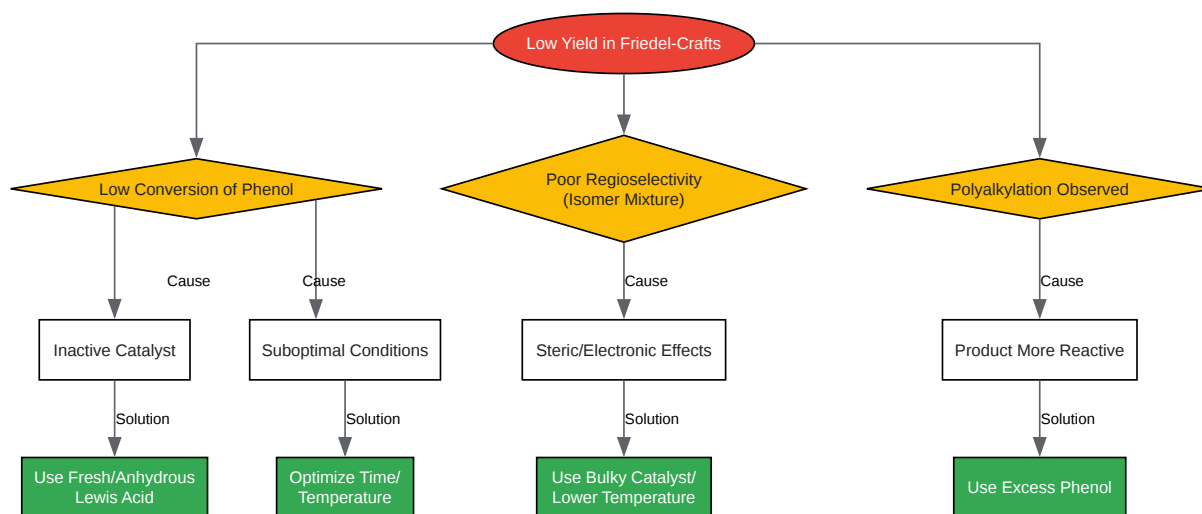 Low Yield in Friedel-Crafts
Low Conversion of Phenol
Poor Regioselectivity
(Isomer Mixture)
Polyalkylation Observed
Cause
Cause
Cause
Cause
Inactive Catalyst
Suboptimal Conditions
Steric/Electronic Effects
Product More Reactive
Solution
Solution
Solution
Solution
Use Fresh/Anhydrous
Lewis Acid
Optimize Time/
Temperature
Use Bulky Catalyst/
Lower Temperature
Use Excess Phenol